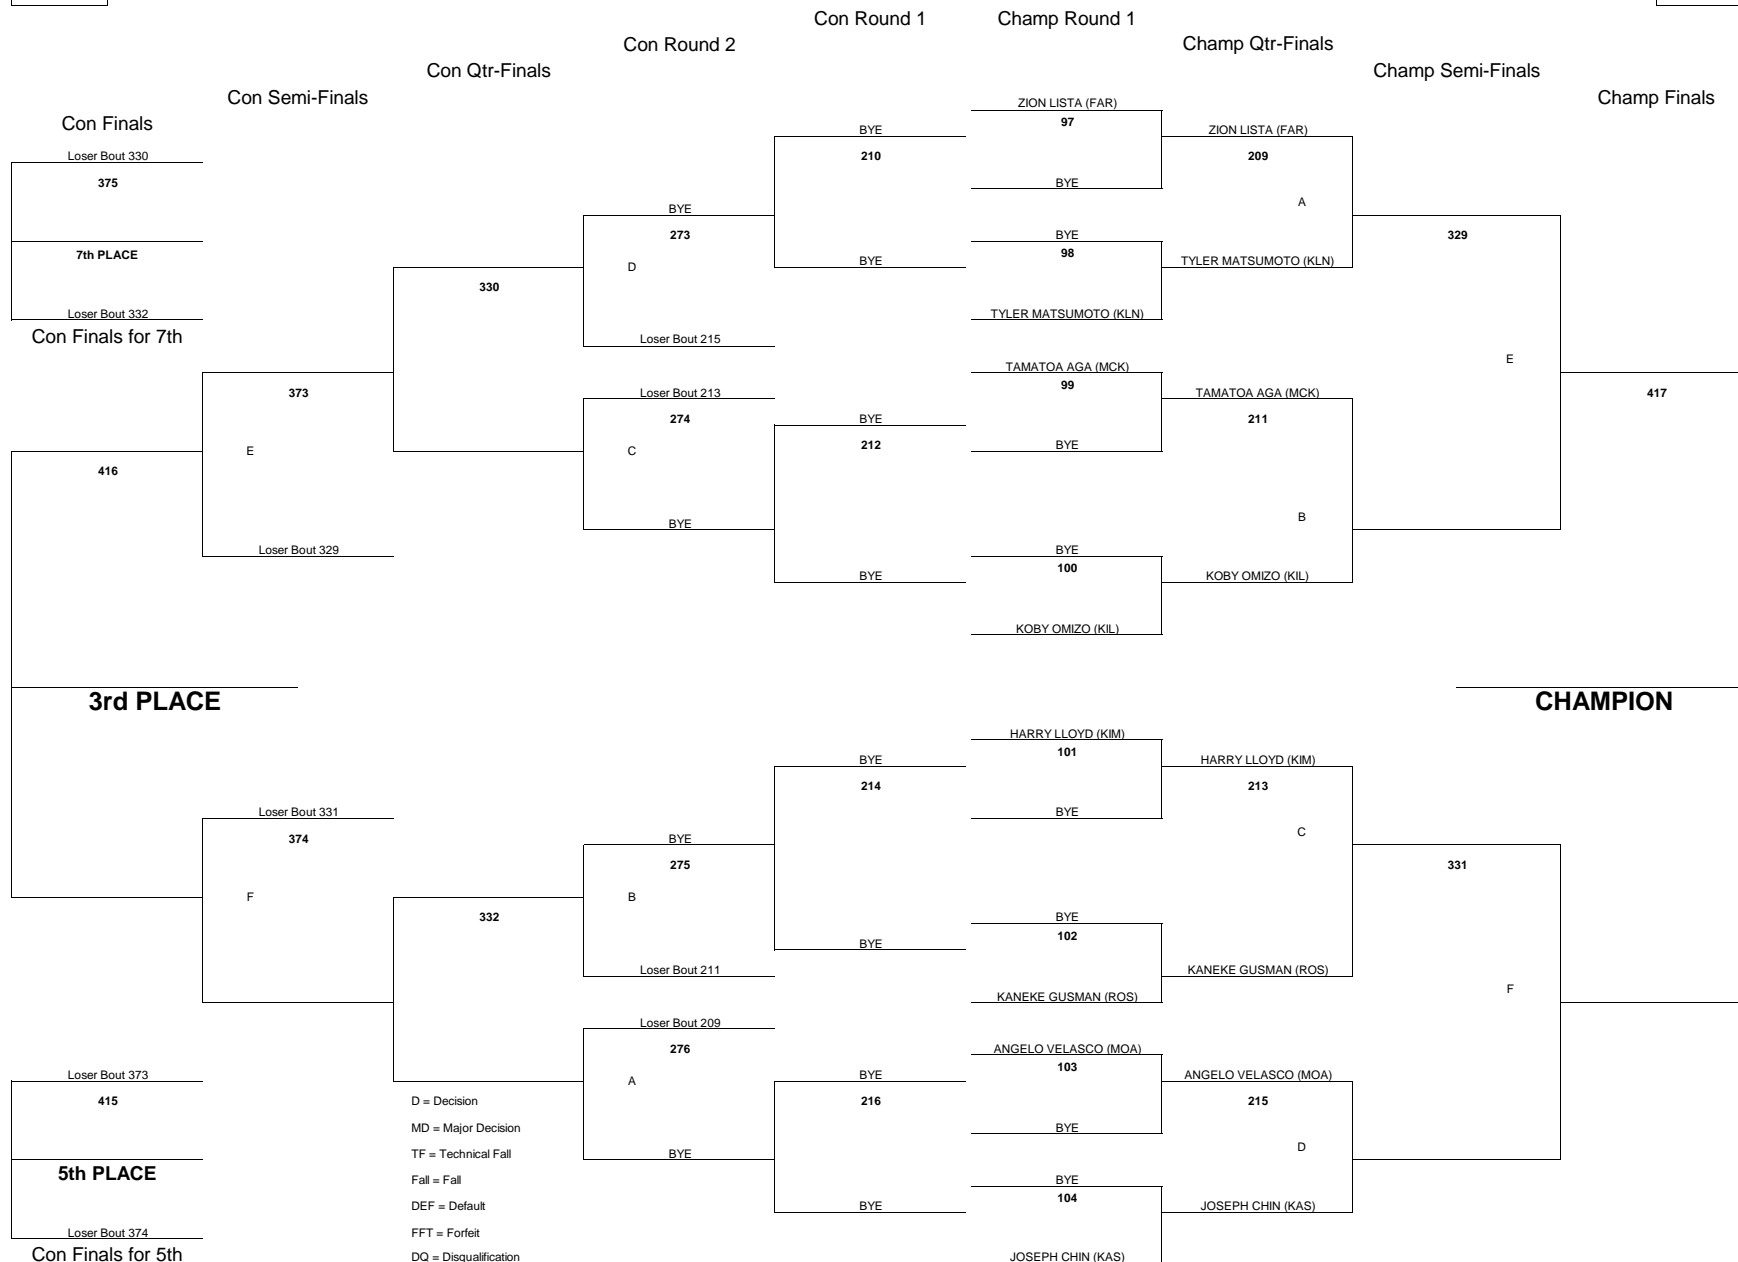 Con Round 1
Champ Round 1
Con Round 2
Champ Qtr-Finals
Con Qtr-Finals
Champ Semi-Finals
Con Semi-Finals
Champ Finals
Con Finals
ZION LISTA (FAR)
97
BYE
ZION LISTA (FAR)
Loser Bout 330
210
209
375
BYE
A
BYE
273
BYE
98
329
7th PLACE
D
BYE
TYLER MATSUMOTO (KLN)
330
Loser Bout 332
TYLER MATSUMOTO (KLN)
Con Finals for 7th
Loser Bout 215
E
TAMATOA AGA (MCK)
99
373
Loser Bout 213
TAMATOA AGA (MCK)
417
274
BYE
211
E
C
212
BYE
416
B
BYE
Loser Bout 329
BYE
100
BYE
KOBY OMIZO (KIL)
KOBY OMIZO (KIL)
3rd PLACE
CHAMPION
HARRY LLOYD (KIM)
101
BYE
HARRY LLOYD (KIM)
214
213
Loser Bout 331
BYE
C
374
BYE
275
331
F
B
332
BYE
102
BYE
Loser Bout 211
KANEKE GUSMAN (ROS)
F
KANEKE GUSMAN (ROS)
Loser Bout 209
276
ANGELO VELASCO (MOA)
103
Loser Bout 373
A
BYE
ANGELO VELASCO (MOA)
415
D = Decision
216
215
MD = Major Decision
BYE
D
TF = Technical Fall
BYE
5th PLACE
Fall = Fall
BYE
104
DEF = Default
BYE
JOSEPH CHIN (KAS)
Loser Bout 374
FFT = Forfeit
Con Finals for 5th
DQ = Disqualification
JOSEPH CHIN (KAS)